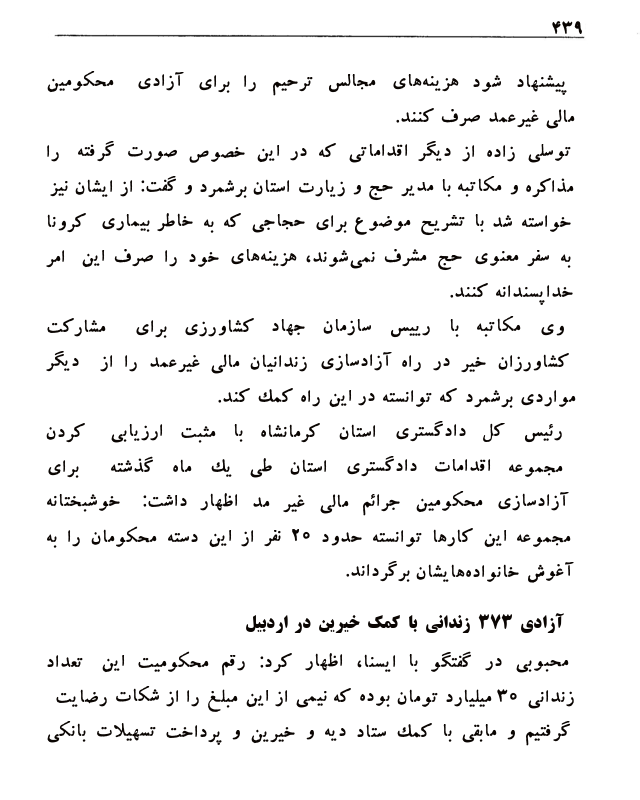 ۴۳۹
پیشنهاد شود هزینه‌های مجالس ترحیم را برای آزادی محکومین
مالی غیرعمد صرف کنند.
توسلی زاده از دیگر اقداماتی که در این خصوص صورت گرفته را
مذاکره و مکاتبه با مدیر حج و زیارت استان برشمرد و گفت: از ایشان نیز
خواسته شد با تشریح موضوع برای حجاجی که به خاطر بیماری کرونا
به سفر معنوی حج مشرف نمی‌شوند، هزینه‌های خود را صرف این امر
خداپسندانه کنند.
وی مکاتبه با رییس سازمان جهاد کشاورزی برای مشارکت
کشاورزان خیر در راه آزادسازی زندانیان مالی غیرعمد را از دیگر
مواردی برشمرد که توانسته در این راه کمك کند.
رئیس کل دادگستری استان کرمانشاه با مثبت ارزیابی کردن
مجموعه اقدامات دادگستری استان طی یك ماه گذشته برای
آزادسازی محکومین جرائم مالی غیر مد اظهار داشت: خوشبختانه
مجموعه این کارها توانسته حدود ۲۰ نفر از این دسته محکومان را به
آغوش خانواده‌هایشان برگرداند.
آزادی ۳۷۳ زندانی با کمک خیرین در اردبیل
محبوبی در گفتگو با ایسنا، اظهار کرد: رقم محکومیت این تعداد
زندانی ۳۰ میلیارد تومان بوده که نیمی از این مبلغ را از شکات رضایت
گرفتیم و مابقی با کمك ستاد دیه و خیرین و پرداخت تسهیلات بانکی